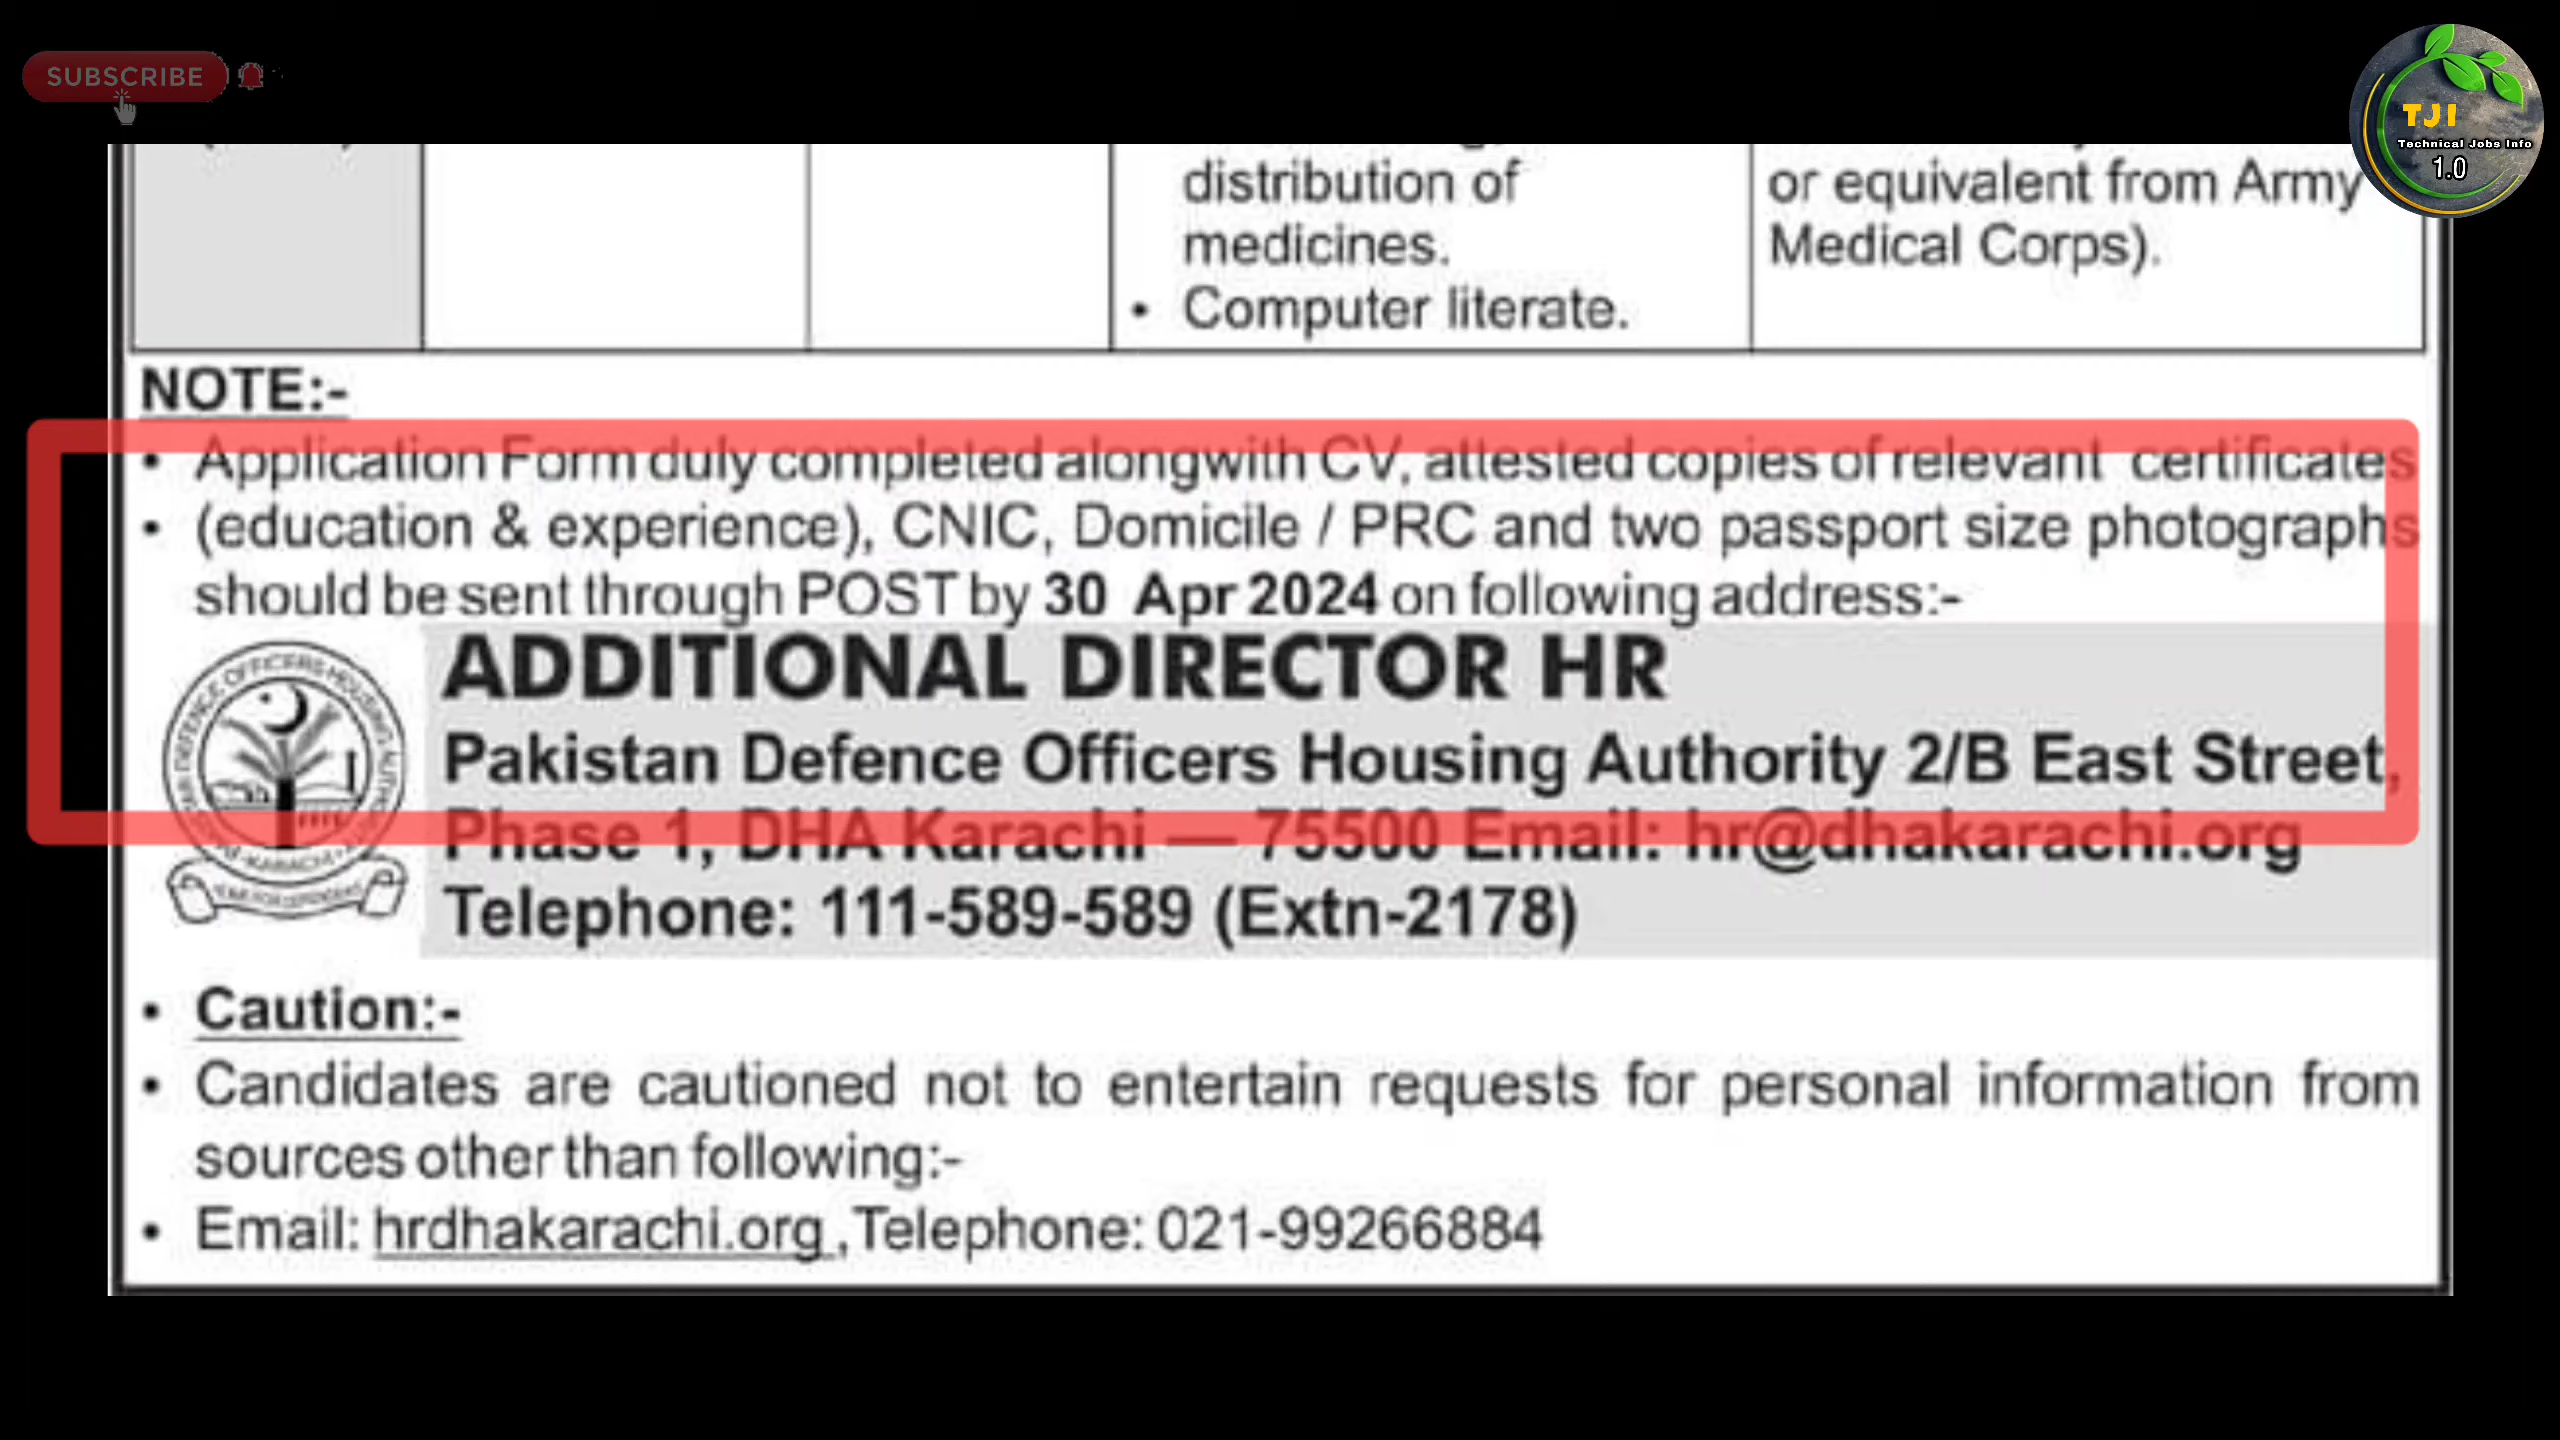 SUBSCRIBE
TJI
Technical Jobs Info
1.0
distribution of
medicines.
• Computer literate.
or equivalent from Army
Medical Corps).
NOTE:-
• Application Form duly completed alongwith CV, attested copies of relevant certificates
• (education & experience), CNIC, Domicile / PRC and two passport size photographs
should be sent through POST by 30 Apr 2024 on following address:-
ADDITIONAL DIRECTOR HR
Pakistan Defence Officers Housing Authority 2/B East Street,
Phase 1, DHA Karachi — 75500 Email: hr@dhakarachi.org
Telephone: 111-589-589 (Extn-2178)
• Caution:-
• Candidates are cautioned not to entertain requests for personal information from
sources other than following:-
• Email: hrdhakarachi.org ,Telephone: 021-99266884